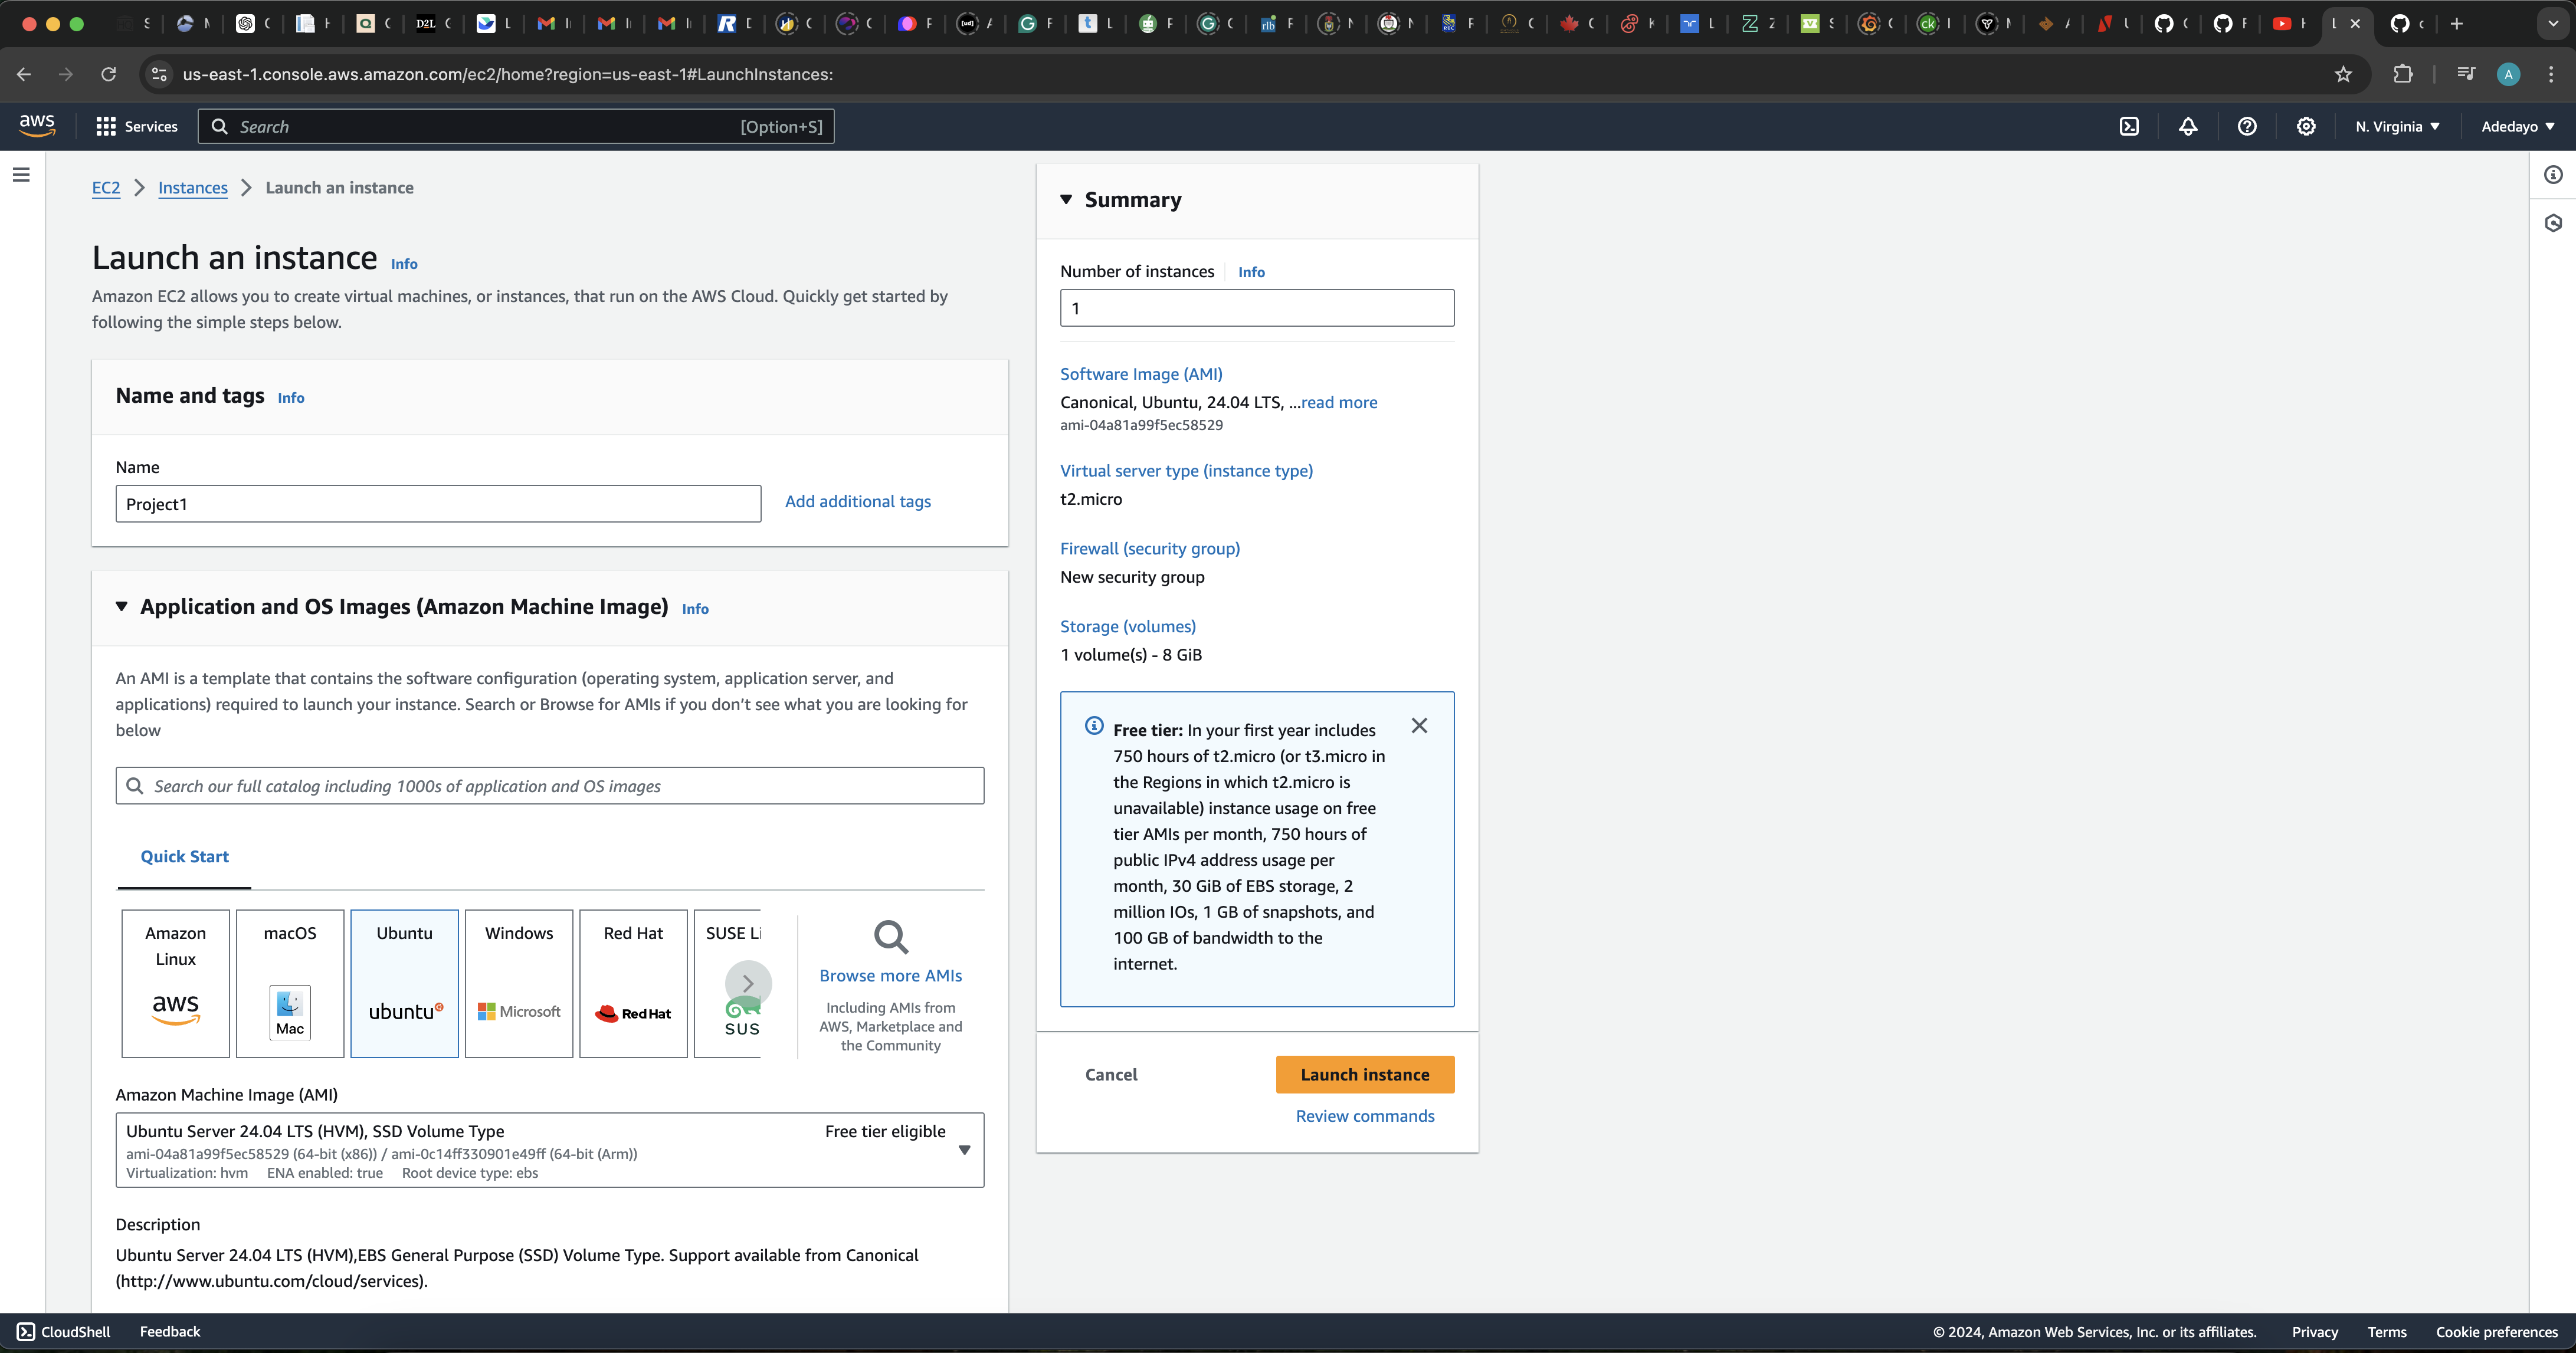 us-east-1.console.aws.amazon.com/ec2/home?region=us-east-1#LaunchInstances:
A
aws
Services
Search
[Option+S]
N. Virginia
Adedayo
EC2
Instances
Launch an instance
Launch an instance
Info
Amazon EC2 allows you to create virtual machines, or instances, that run on the AWS Cloud. Quickly get started by
following the simple steps below.
Name and tags
Info
Name
Project1
Add additional tags
Application and OS Images (Amazon Machine Image)
Info
An AMI is a template that contains the software configuration (operating system, application server, and
applications) required to launch your instance. Search or Browse for AMIs if you don't see what you are looking for
below
Search our full catalog including 1000s of application and OS images
Quick Start
Amazon
Linux
aws
macOS
Mac
Ubuntu
ubuntu
Windows
Microsoft
Red Hat
Red Hat
SUSE Li
SUS
Browse more AMIs
Including AMIs from
AWS, Marketplace and
the Community
Amazon Machine Image (AMI)
Ubuntu Server 24.04 LTS (HVM), SSD Volume Type
Free tier eligible
ami-04a81a99f5ec58529 (64-bit (x86)) / ami-0c14ff330901e49ff (64-bit (Arm))
Virtualization: hvm
ENA enabled: true
Root device type: ebs
Description
Ubuntu Server 24.04 LTS (HVM),EBS General Purpose (SSD) Volume Type. Support available from Canonical
(http://www.ubuntu.com/cloud/services).
Summary
Number of instances
Info
1
Software Image (AMI)
Canonical, Ubuntu, 24.04 LTS, ...read more
ami-04a81a99f5ec58529
Virtual server type (instance type)
t2.micro
Firewall (security group)
New security group
Storage (volumes)
1 volume(s) - 8 GiB
Free tier: In your first year includes
750 hours of t2.micro (or t3.micro in
the Regions in which t2.micro is
unavailable) instance usage on free
tier AMIs per month, 750 hours of
public IPv4 address usage per
month, 30 GiB of EBS storage, 2
million IOs, 1 GB of snapshots, and
100 GB of bandwidth to the
internet.
Cancel
Launch instance
Review commands
CloudShell
Feedback
© 2024, Amazon Web Services, Inc. or its affiliates.
Privacy
Terms
Cookie preferences